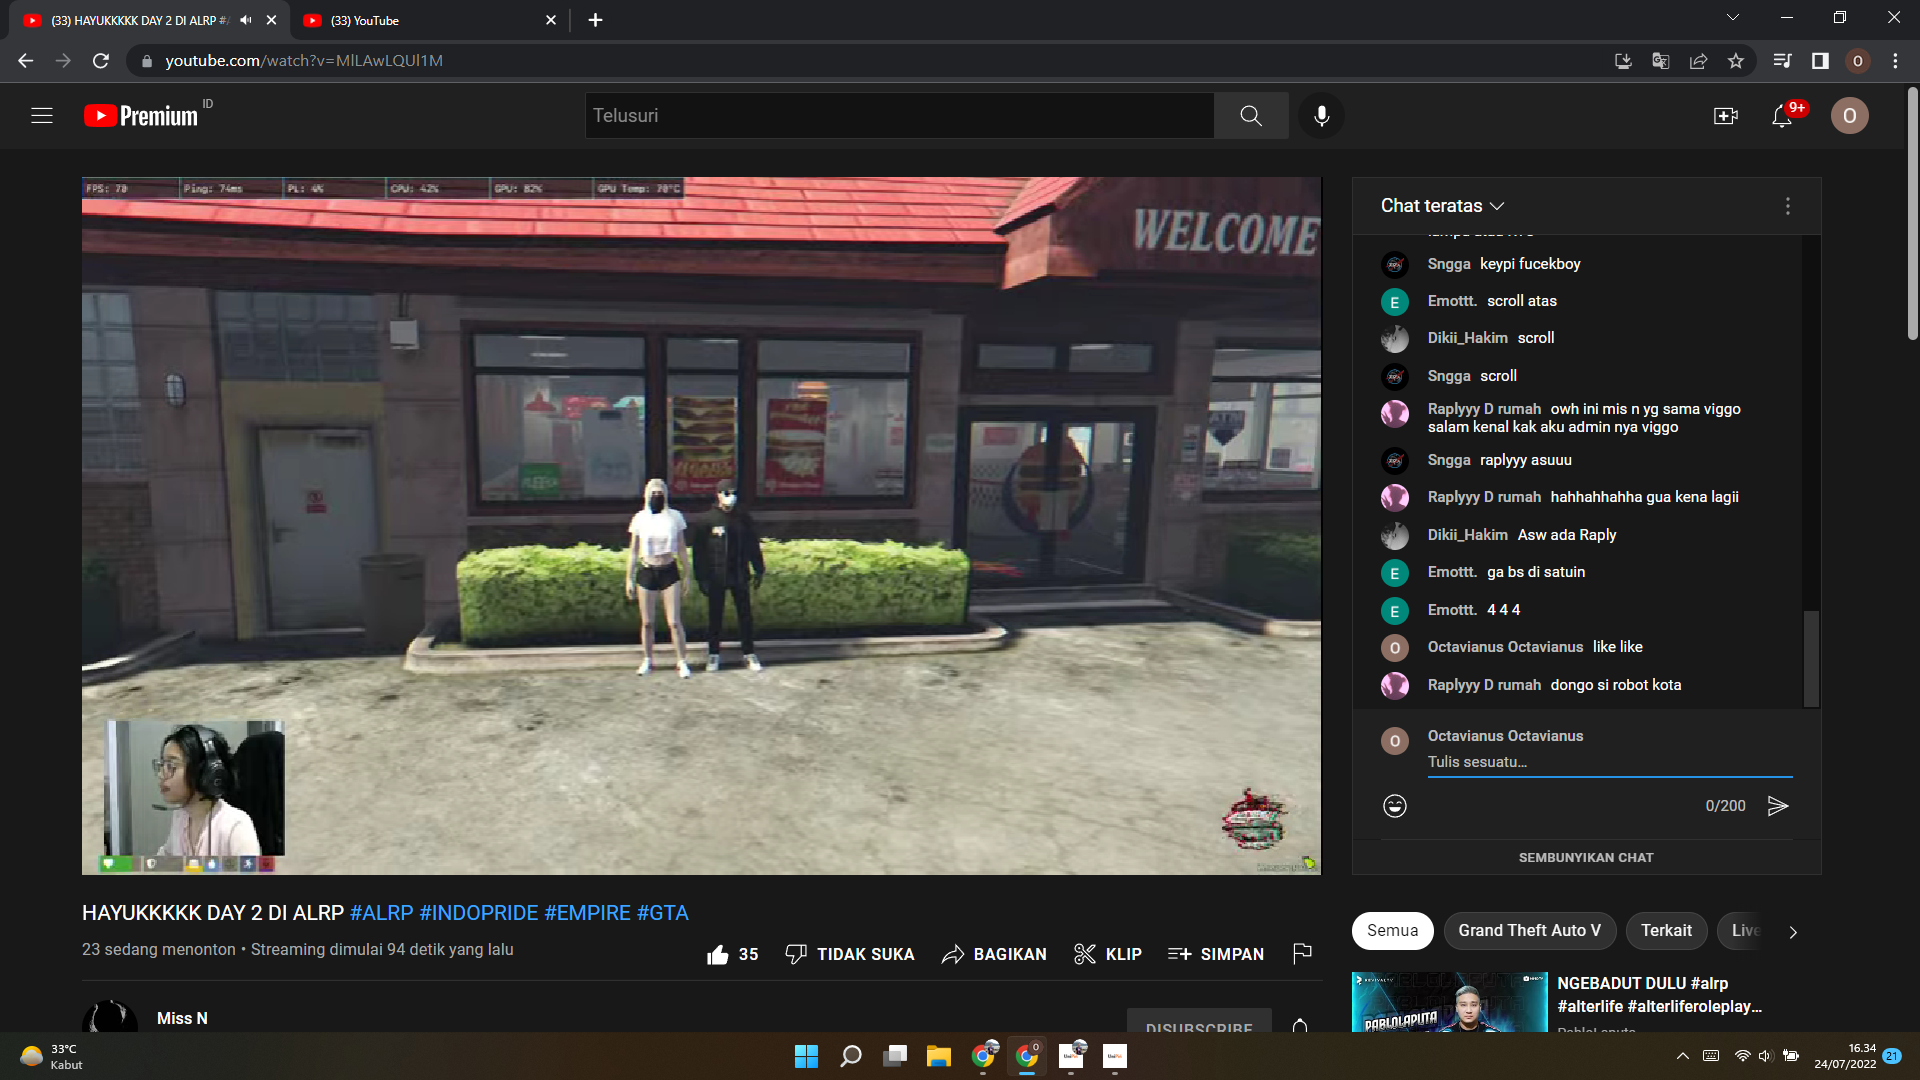 (33) HAYUKKKKK DAY 2 DI ALRP #
(33) YouTube
youtube.com/watch?v=MlLAwLQUl1M
O
Premium
ID
Telusuri
9+
O
FPS: 70
Ping: 74ms
PL: 4%
CPU: 42%
GPU: 82%
GPU Temp: 70°C
WELCOME
Chat teratas
Sngga keypi fucekboy
E
Emottt. scroll atas
Dikii_Hakim scroll
Sngga scroll
Raplyyy D rumah owh ini mis n yg sama viggo
salam kenal kak aku admin nya viggo
Sngga raplyyy asuuu
Raplyyy D rumah hahhahhahha gua kena lagii
Dikii_Hakim Asw ada Raply
E
Emottt. ga bs di satuin
E
Emottt. 4 4 4
O
Octavianus Octavianus like like
Raplyyy D rumah dongo si robot kota
O
Octavianus Octavianus
Tulis sesuatu...
0/200
SEMBUNYIKAN CHAT
HAYUKKKKK DAY 2 DI ALRP #ALRP #INDOPRIDE #EMPIRE #GTA
23 sedang menonton • Streaming dimulai 94 detik yang lalu
35
TIDAK SUKA
BAGIKAN
KLIP
SIMPAN
Miss N
DISUBSCRIBE
Semua
Grand Theft Auto V
Terkait
Live
PABLOLAPUTA
NGEBADUT DULU #alrp
#alterlife #alterliferoleplay...
PabloLaputa
33°C
Kabut
16.34
24/07/2022
21